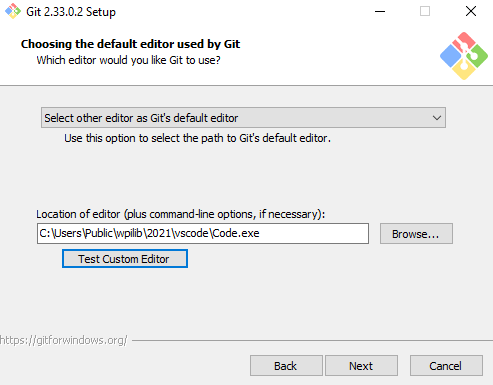 Git 2.33.0.2 Setup
Choosing the default editor used by Git
Which editor would you like Git to use?
Select other editor as Git's default editor
Use this option to select the path to Git's default editor.
Location of editor (plus command-line options, if necessary):
C:\Users\Public\wpilib\2021\vscode\Code.exe
Browse...
Test Custom Editor
https://gitforwindows.org/
Back
Next
Cancel